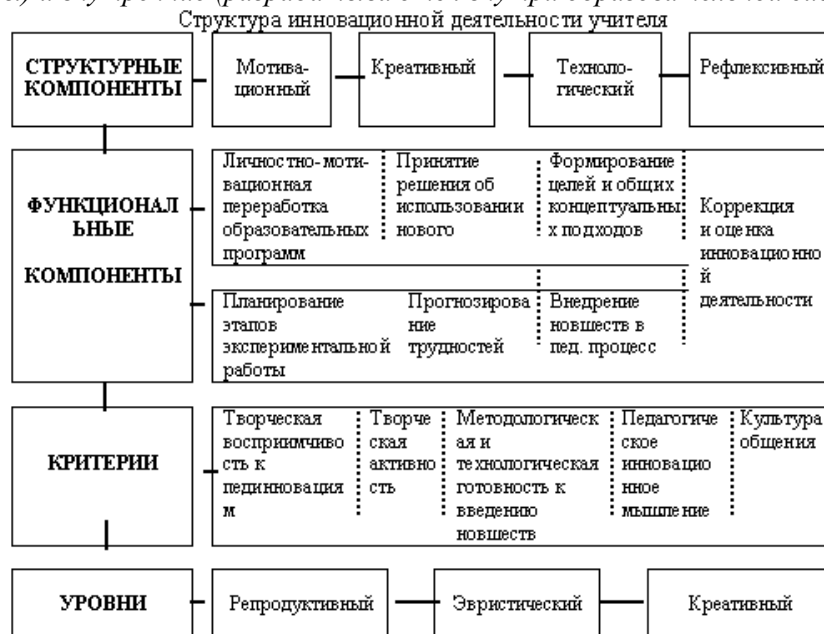 Структура инновационной деятельности учителя
СТРУКТУРНЫЕ
КОМПОНЕНТЫ
Мотива-
ционный
Креативный
Техноло-
гический
Рефлексивный
ФУНКЦИОНАЛ
ЬНЫЕ
КОМПОНЕНТЫ
Личностно-моти-
вационная
переработка
образовательных
программ
Принятие
решения об
использовании
нового
Формирование
целей и общих
концептуальны
х подходов
Коррекция
и оценка
инновационно
й
деятельности
Планирование
этапов
экспериментальной
работы
Прогнозирова
ние
трудностей
Внедрение
новшеств в
пед. процесс
КРИТЕРИИ
Творческая
восприимчиво
сть к
пединновация
м
Творче
ская
активно
сть
Методологическ
ая и
технологическая
готовность к
введению
новшеств
Педагогиче
ское
инновацио
нное
мышление
Культура
общения
УРОВНИ
Репродуктивный
Эвристический
Креативный